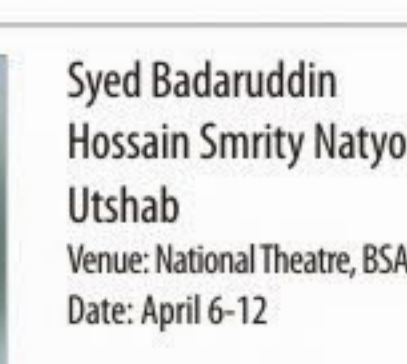 Syed Badaruddin
Hossain Smrity Natyo
Utshab
Venue: National Theatre, BSA
Date: April 6-12